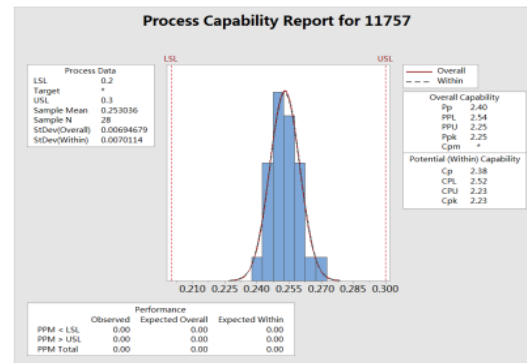 Process Capability Report for 11757
LSL
USL
Process Data
LSL 0.2
Target *
USL 0.3
Sample Mean 0.253036
Sample N 28
StDev(Overall) 0.00694679
StDev(Within) 0.0070114
Overall
Within
Overall Capability
Pp 2.40
PPL 2.54
PPU 2.25
Ppk 2.25
Cpm *
Potential (Within) Capability
Cp 2.38
CPL 2.52
CPU 2.23
Cpk 2.23
0.210 0.225 0.240 0.255 0.270 0.285 0.300
Performance
Observed Expected Overall Expected Within
PPM < LSL 0.00 0.00 0.00
PPM > USL 0.00 0.00 0.00
PPM Total 0.00 0.00 0.00